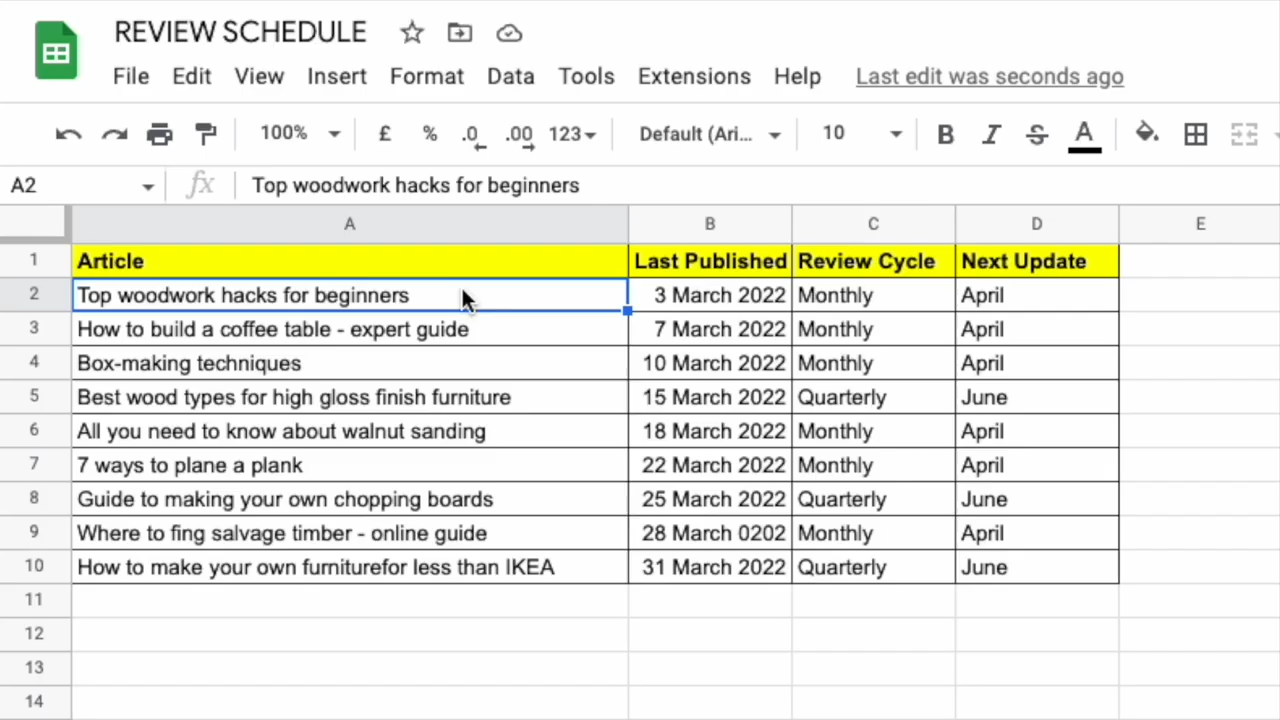 REVIEW SCHEDULE
File Edit View Insert Format Data Tools Extensions Help Last edit was seconds ago
100% £ % .0 .00 123 Default (Ari... 10 B I S A
A2 fx Top woodwork hacks for beginners
A B C D E
1 Article Last Published Review Cycle Next Update
2 Top woodwork hacks for beginners 3 March 2022 Monthly April
3 How to build a coffee table - expert guide 7 March 2022 Monthly April
4 Box-making techniques 10 March 2022 Monthly April
5 Best wood types for high gloss finish furniture 15 March 2022 Quarterly June
6 All you need to know about walnut sanding 18 March 2022 Monthly April
7 7 ways to plane a plank 22 March 2022 Monthly April
8 Guide to making your own chopping boards 25 March 2022 Quarterly June
9 Where to fing salvage timber - online guide 28 March 0202 Monthly April
10 How to make your own furniturefor less than IKEA 31 March 2022 Quarterly June
11
12
13
14